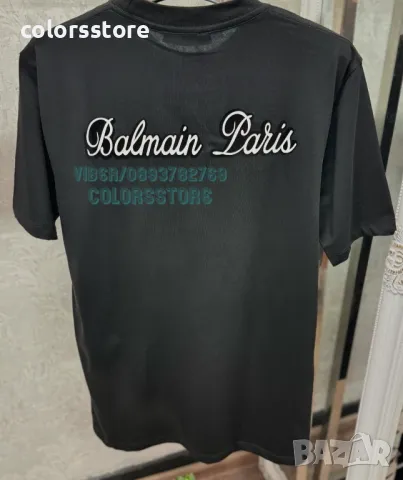 colorsstore
Balmain Paris
VIBER/0893782769
COLORSSTORE
BAZAR